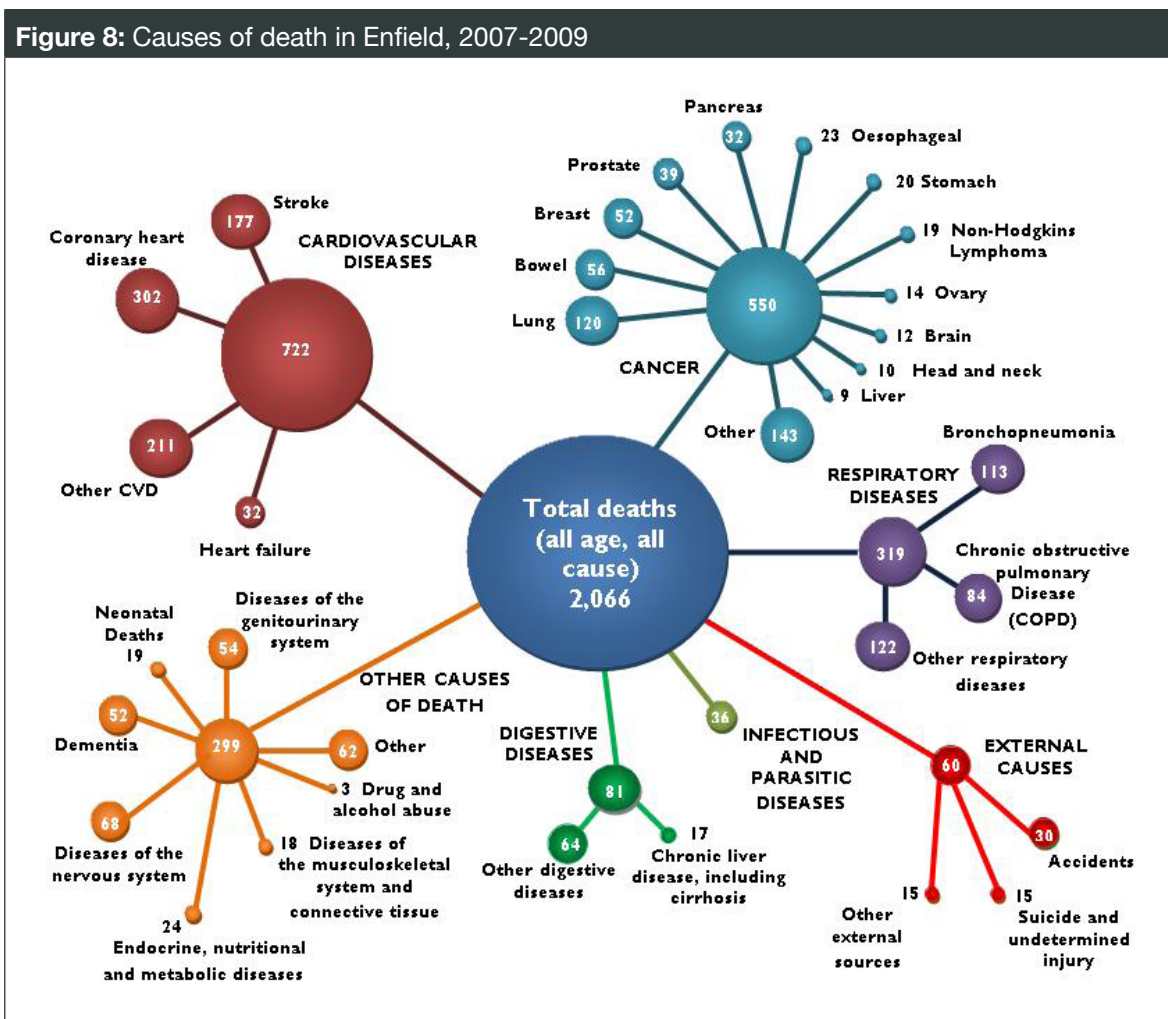 Figure 8: Causes of death in Enfield, 2007-2009
Pancreas
32
23 Oesophageal
Prostate
39
20 Stomach
Breast
52
19 Non-Hodgkins
Lymphoma
Bowel
56
14 Ovary
Lung
120
550
12 Brain
CANCER
10 Head and neck
9 Liver
Other
143
Stroke
177
CARDIOVASCULAR
DISEASES
Coronary heart
disease
302
722
211
Other CVD
32
Heart failure
Total deaths
(all age, all
cause)
2,066
Bronchopneumonia
113
RESPIRATORY
DISEASES
319
Chronic obstructive
pulmonary
Disease
(COPD)
84
122
Other respiratory
diseases
Neonatal
Deaths
19
Diseases of the
genitourinary
system
54
OTHER CAUSES
OF DEATH
52
Dementia
299
62
Other
3 Drug and
alcohol abuse
68
Diseases of the
nervous system
18 Diseases of
the musculoskeletal
system and
connective tissue
24
Endocrine, nutritional
and metabolic diseases
DIGESTIVE
DISEASES
81
64
Other digestive
diseases
17
Chronic liver
disease, including
cirrhosis
36
INFECTIOUS
AND
PARASITIC
DISEASES
EXTERNAL
CAUSES
60
30
Accidents
15
Other
external
sources
15
Suicide and
undetermined
injury